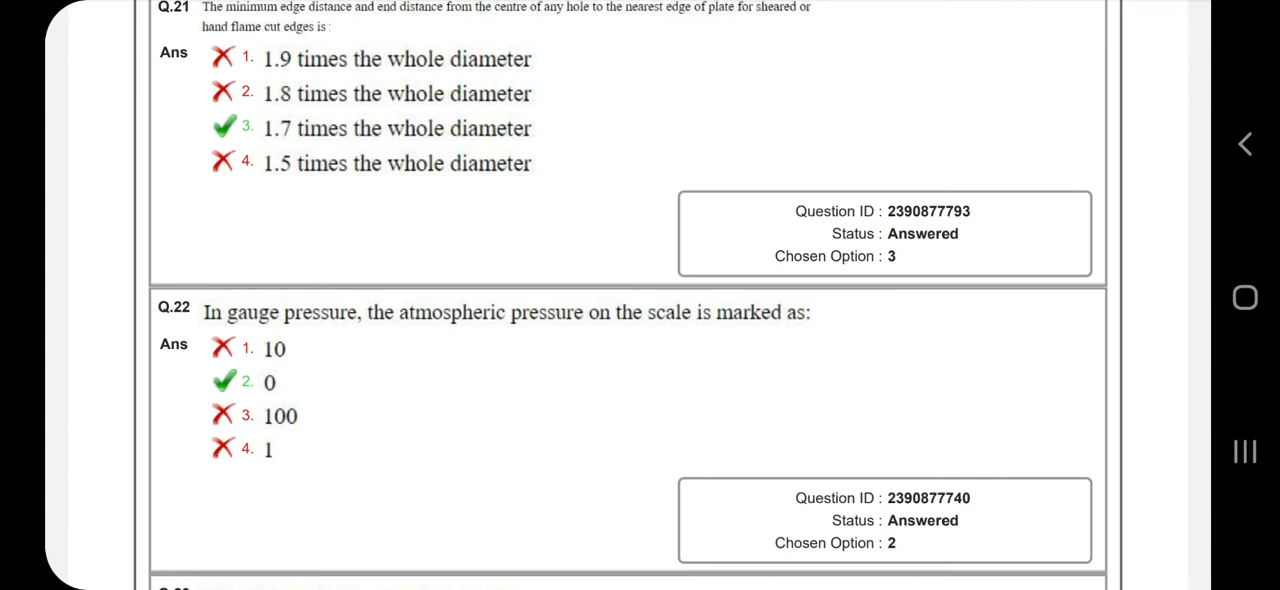 Q.21 The minimum edge distance and end distance from the centre of any hole to the nearest edge of plate for sheared or
hand flame cut edges is :
Ans 1. 1.9 times the whole diameter
2. 1.8 times the whole diameter
3. 1.7 times the whole diameter
4. 1.5 times the whole diameter
Question ID : 2390877793
Status : Answered
Chosen Option : 3
Q.22 In gauge pressure, the atmospheric pressure on the scale is marked as:
Ans 1. 10
2. 0
3. 100
4. 1
Question ID : 2390877740
Status : Answered
Chosen Option : 2